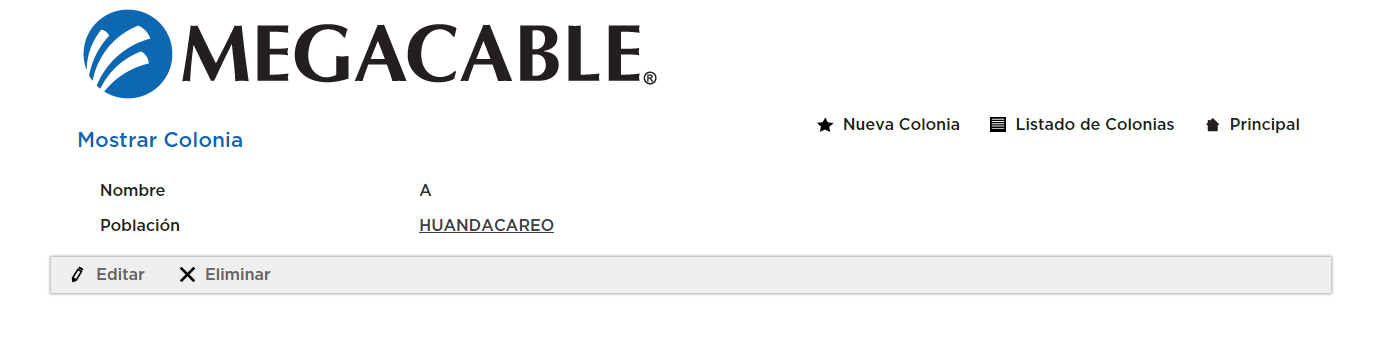 MEGACABLE®
Nueva Colonia Listado de Colonias Principal
Mostrar Colonia
Nombre A
Población HUANDACAREO
Editar Eliminar